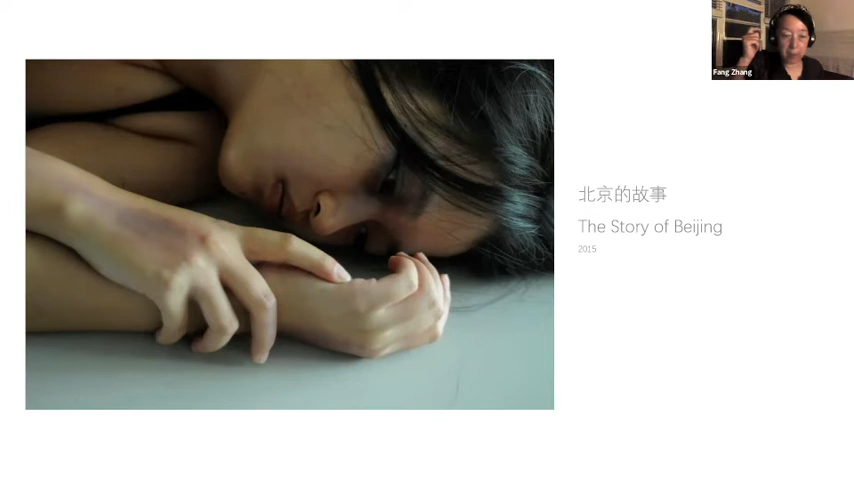 Fang Zhang
北京的故事
The Story of Beijing
2015